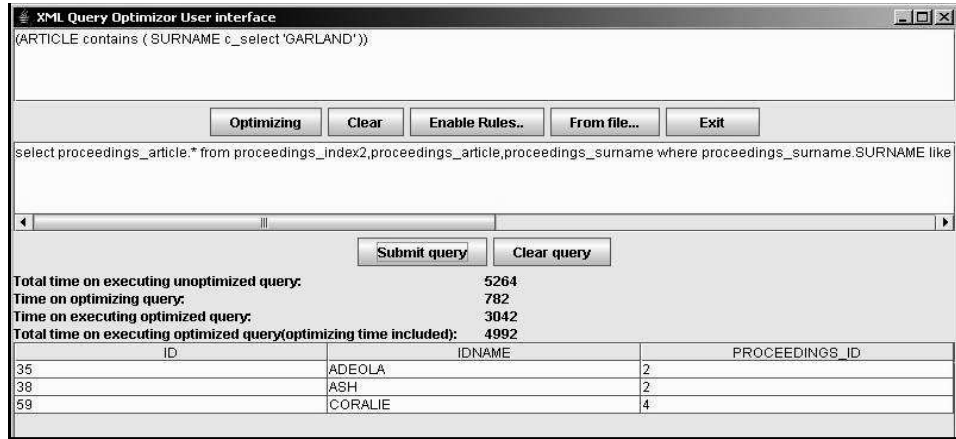 XML Query Optimizor User interface
(ARTICLE contains ( SURNAME c_select 'GARLAND'))
Optimizing Clear Enable Rules.. From file... Exit
select proceedings_article.* from proceedings_index2,proceedings_article,proceedings_surname where proceedings_surname.SURNAME like
Submit query Clear query
Total time on executing unoptimized query: 5264
Time on optimizing query: 782
Time on executing optimized query: 3042
Total time on executing optimized query(optimizing time included): 4992
ID IDNAME PROCEEDINGS_ID
35 ADEOLA 2
38 ASH 2
59 CORALIE 4